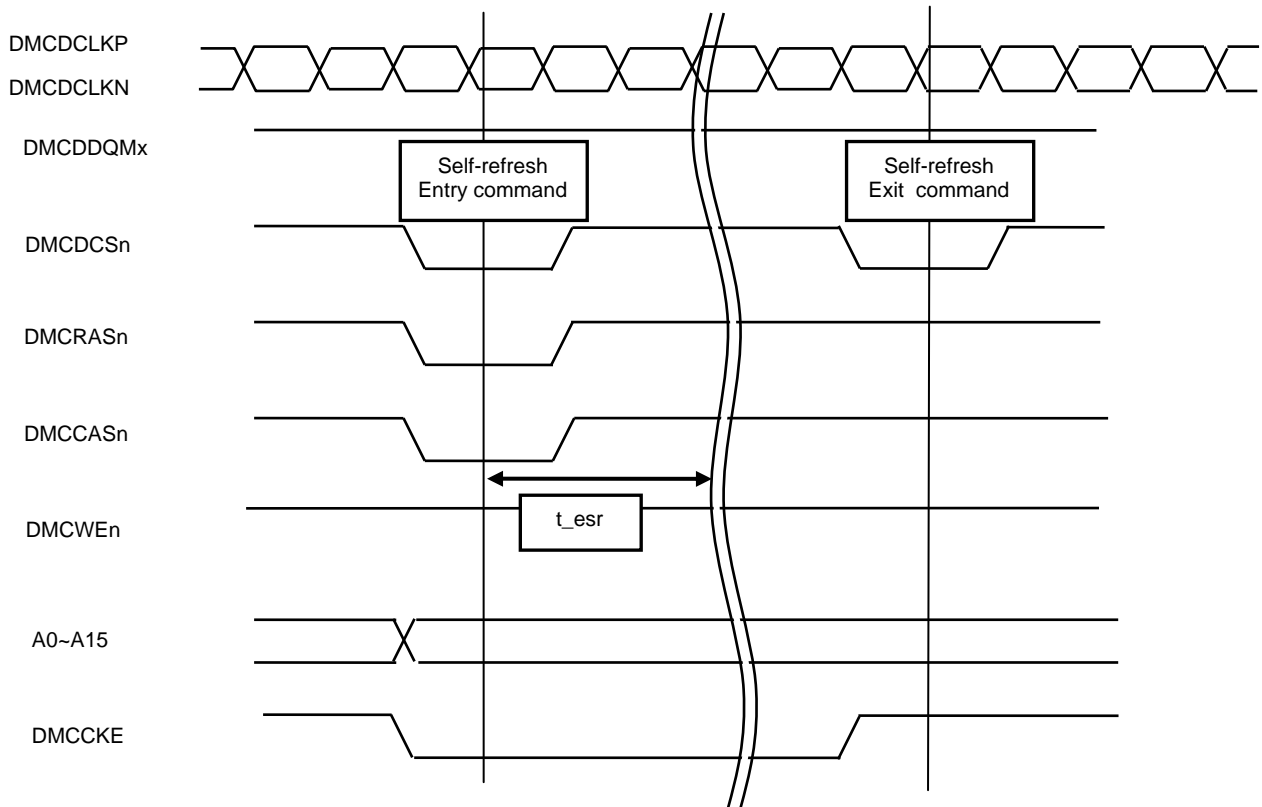 DMCDCLKP
DMCDCLKN
DMCDDQMx
Self-refresh
Entry command
Self-refresh
Exit command
DMCDCSn
DMCRASn
DMCCASn
t_esr
DMCWEn
A0~A15
DMCCKE